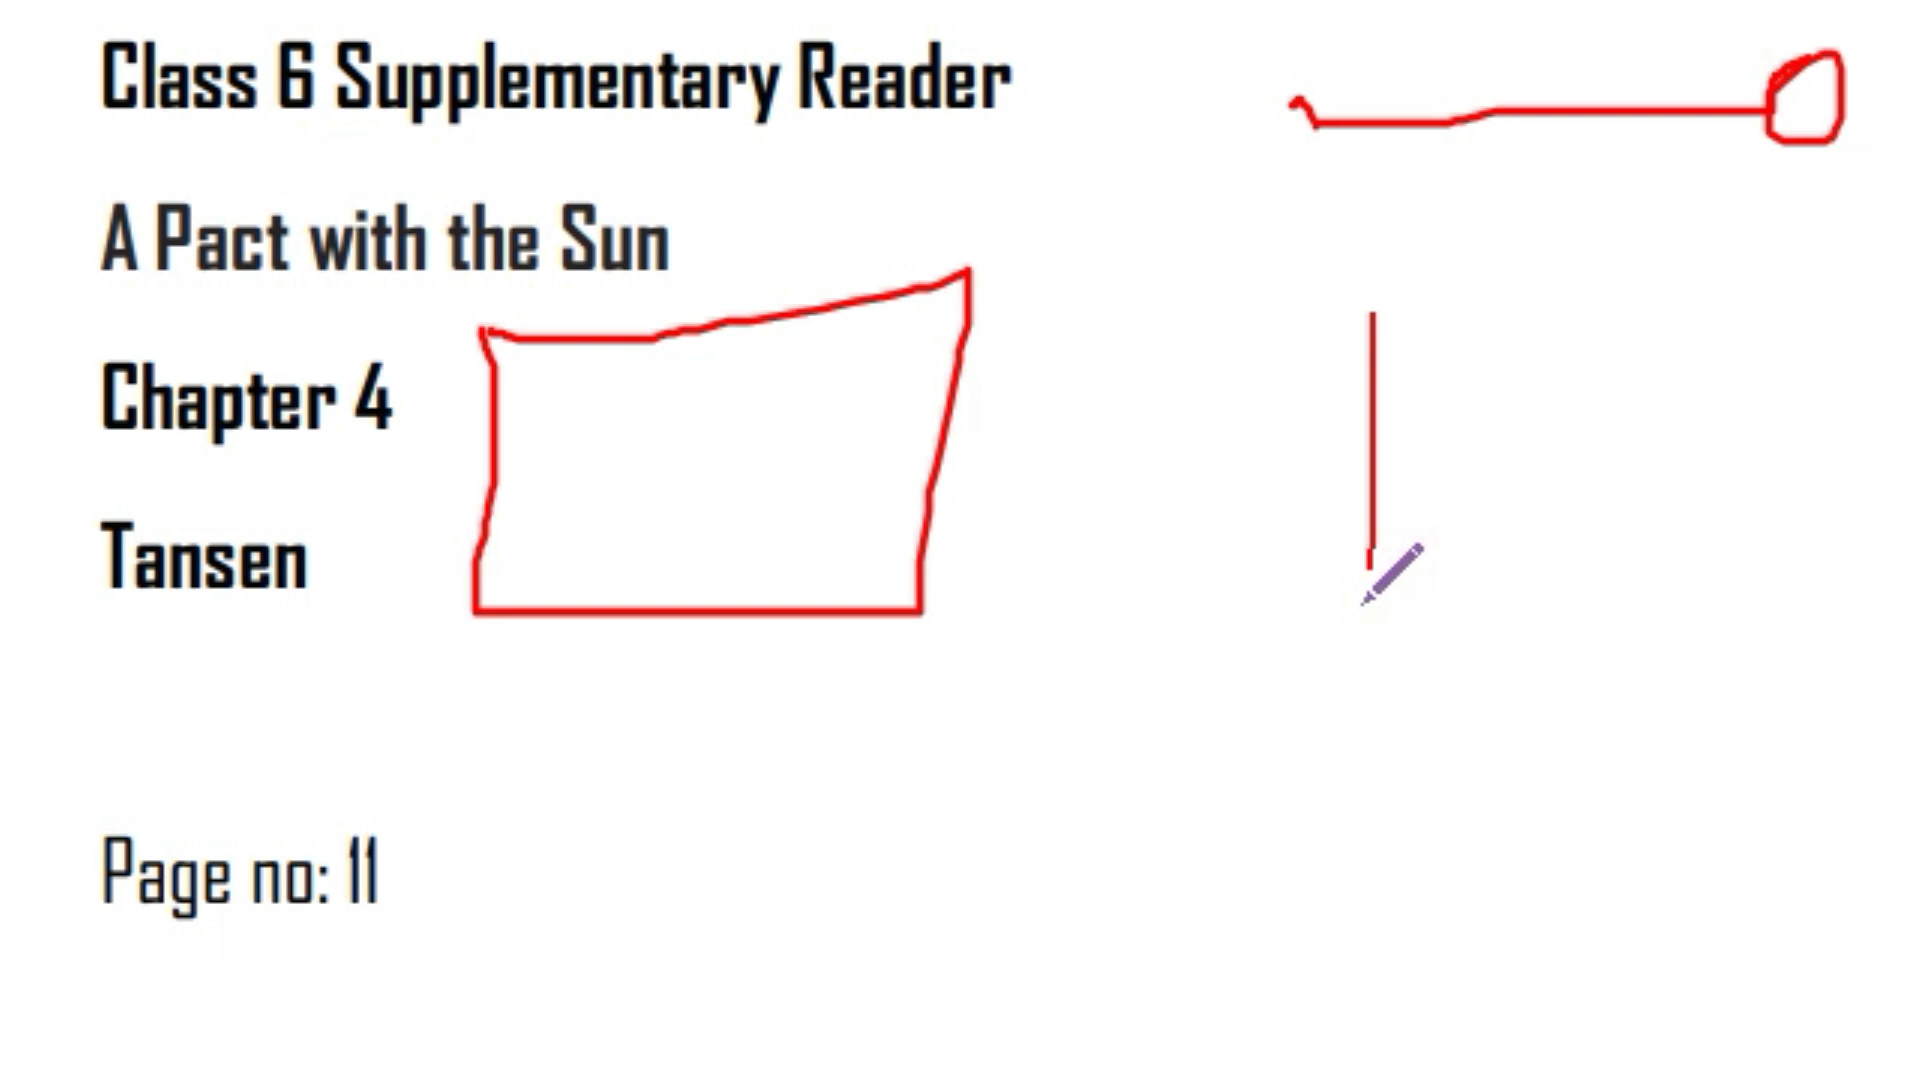 Class 6 Supplementary Reader
A Pact with the Sun
Chapter 4
Tansen
Page no: 11